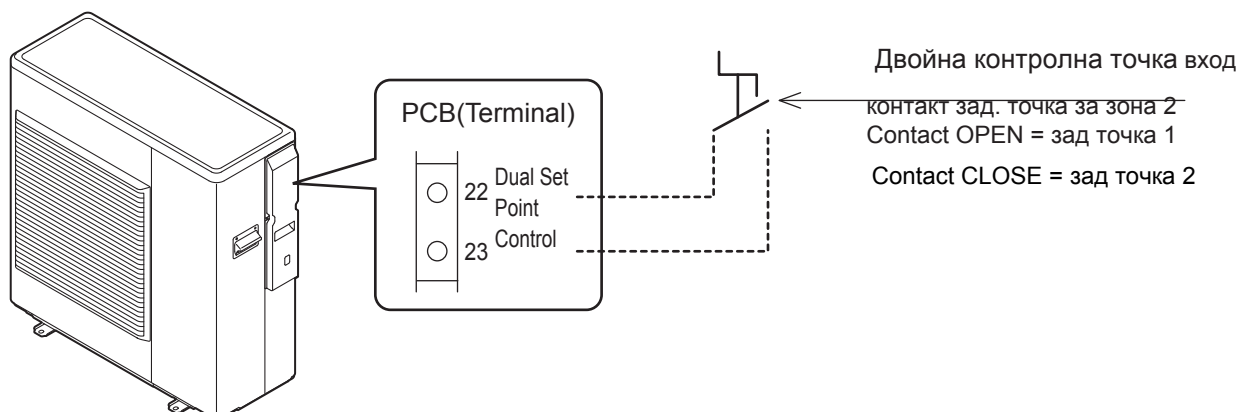 Двойна контролна точка вход
контакт зад. точка за зона 2
Contact OPEN = зад точка 1
Contact CLOSE = зад точка 2
PCB(Terminal)
22 Dual Set
Point
23 Control